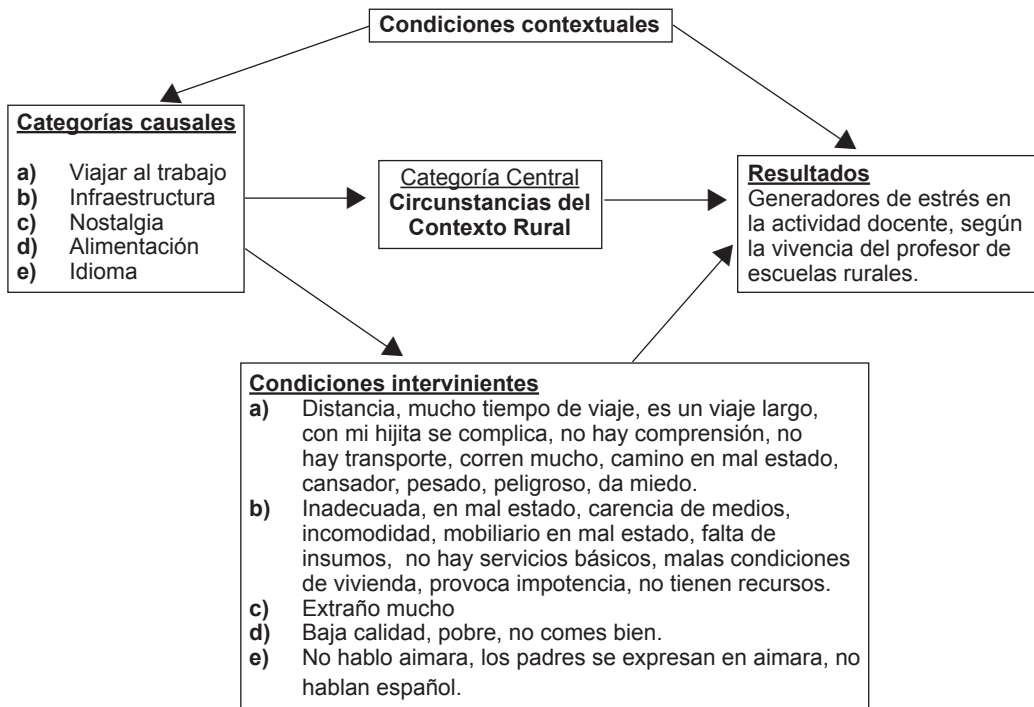 Condiciones contextuales
Categorías causales
a) Viajar al trabajo
b) Infraestructura
c) Nostalgia
d) Alimentación
e) Idioma
Categoría Central
Circunstancias del
Contexto Rural
Resultados
Generadores de estrés en
la actividad docente, según
la vivencia del profesor de
escuelas rurales.
Condiciones intervinientes
a) Distancia, mucho tiempo de viaje, es un viaje largo,
con mi hijita se complica, no hay comprensión, no
hay transporte, corren mucho, camino en mal estado,
cansador, pesado, peligroso, da miedo.
b) Inadecuada, en mal estado, carencia de medios,
incomodidad, mobiliario en mal estado, falta de
insumos, no hay servicios básicos, malas condiciones
de vivienda, provoca impotencia, no tienen recursos.
c) Extraño mucho
d) Baja calidad, pobre, no comes bien.
e) No hablo aimara, los padres se expresan en aimara, no
hablan español.